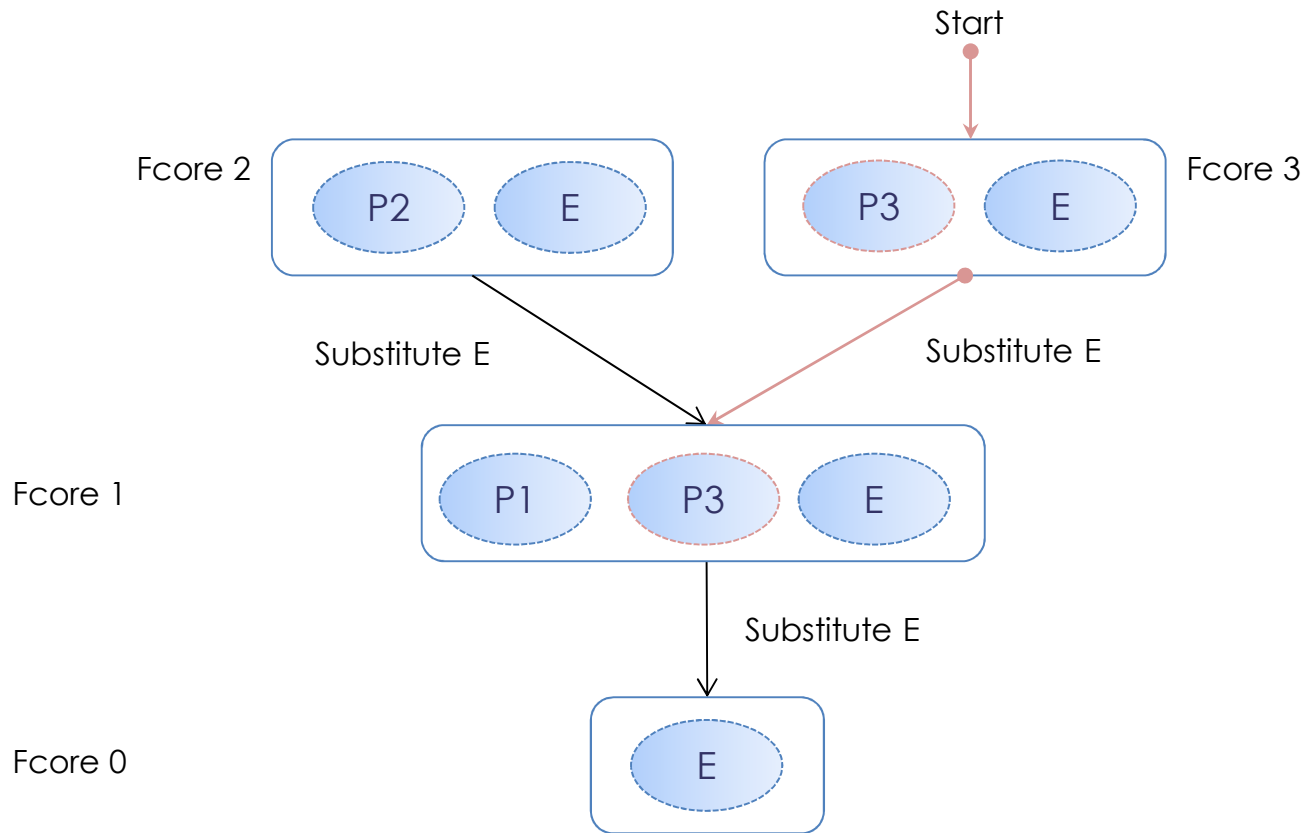 Start
Fcore 2
Fcore 3
P2
E
P3
E
Substitute E
Substitute E
Fcore 1
P1
P3
E
Substitute E
Fcore 0
E